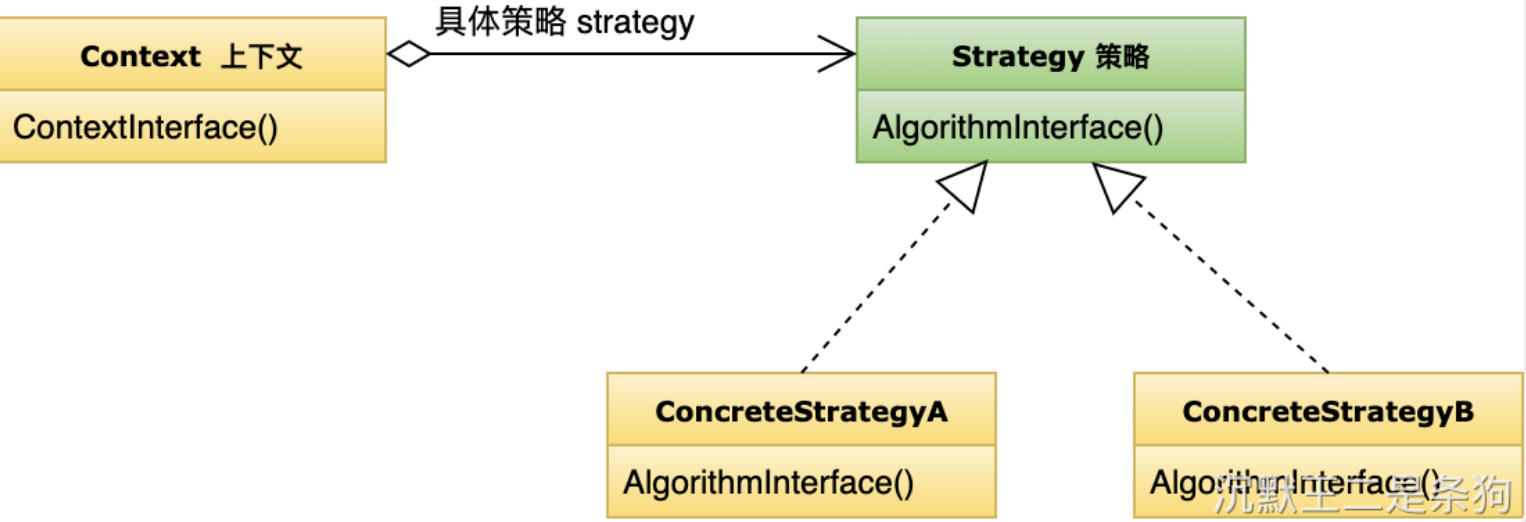 具体策略 strategy
Context 上下文
Strategy 策略
ContextInterface()
AlgorithmInterface()
ConcreteStrategyA
ConcreteStrategyB
AlgorithmInterface()
AlgorithmInterface()
沉默王二是条狗